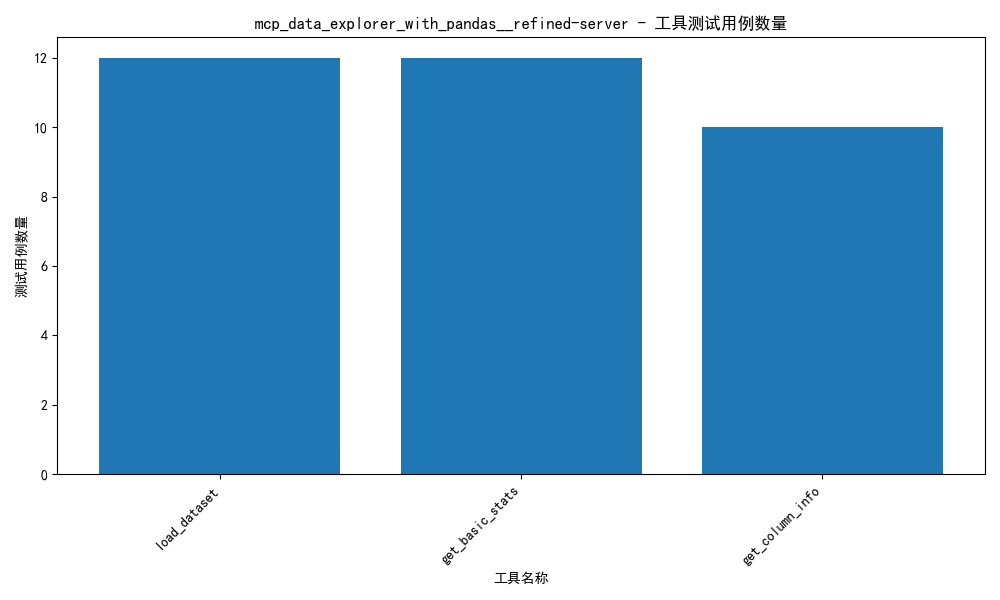 mcp_data_explorer_with_pandas__refined-server - 工具测试用例数量
测试用例数量
12
10
8
6
4
2
0
load_dataset
get_basic_stats
get_column_info
工具名称